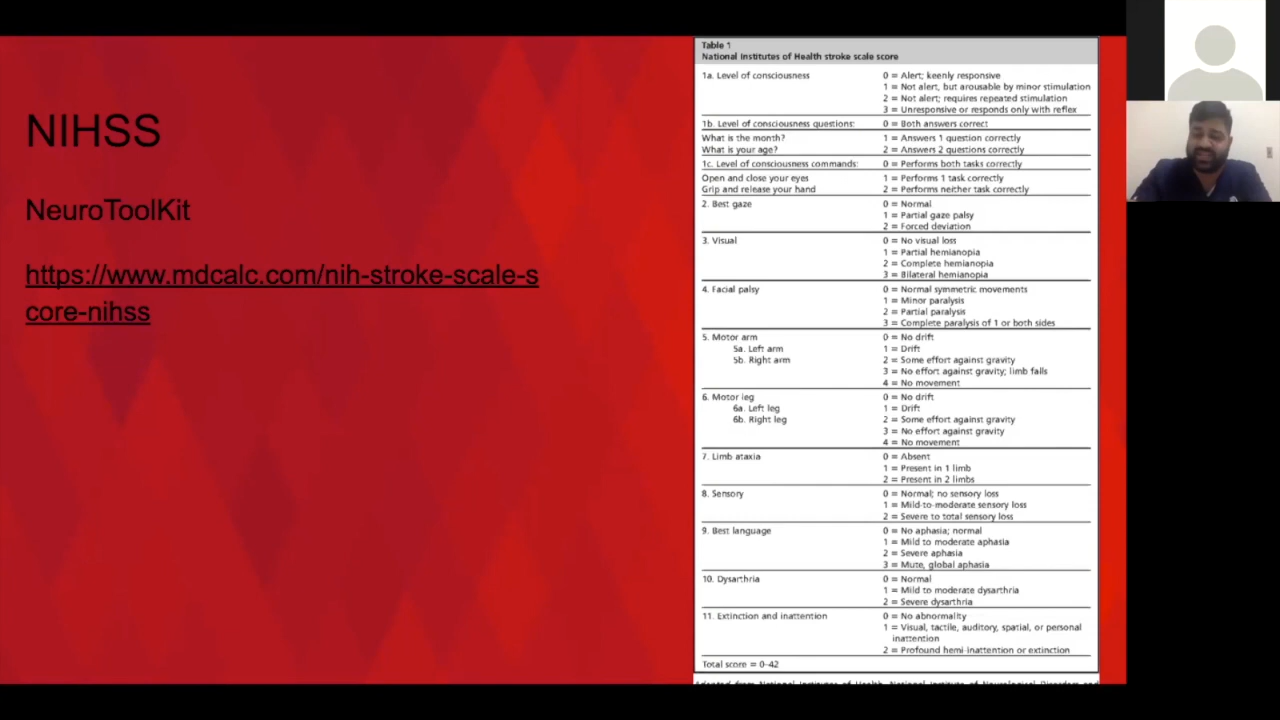 NIHSS
NeuroToolKit
https://www.mdcalc.com/nih-stroke-scale-s
core-nihss
Table 1
National Institutes of Health stroke scale score
1a. Level of consciousness 0 = Alert; keenly responsive
1 = Not alert, but arousable by minor stimulation
2 = Not alert; requires repeated stimulation
3 = Unresponsive or responds only with reflex
1b. Level of consciousness questions: 0 = Both answers correct
What is the month? 1 = Answers 1 question correctly
What is your age? 2 = Answers 2 questions correctly
1c. Level of consciousness commands: 0 = Performs both tasks correctly
Open and close your eyes 1 = Performs 1 task correctly
Grip and release your hand 2 = Performs neither task correctly
2. Best gaze 0 = Normal
1 = Partial gaze palsy
2 = Forced deviation
3. Visual 0 = No visual loss
1 = Partial hemianopia
2 = Complete hemianopia
3 = Bilateral hemianopia
4. Facial palsy 0 = Normal symmetric movements
1 = Minor paralysis
2 = Partial paralysis
3 = Complete paralysis of 1 or both sides
5. Motor arm 0 = No drift
5a. Left arm 1 = Drift
5b. Right arm 2 = Some effort against gravity
3 = No effort against gravity; limb falls
4 = No movement
6. Motor leg 0 = No drift
6a. Left leg 1 = Drift
6b. Right leg 2 = Some effort against gravity
3 = No effort against gravity
4 = No movement
7. Limb ataxia 0 = Absent
1 = Present in 1 limb
2 = Present in 2 limbs
8. Sensory 0 = Normal; no sensory loss
1 = Mild-to-moderate sensory loss
2 = Severe to total sensory loss
9. Best language 0 = No aphasia; normal
1 = Mild to moderate aphasia
2 = Severe aphasia
3 = Mute, global aphasia
10. Dysarthria 0 = Normal
1 = Mild to moderate dysarthria
2 = Severe dysarthria
11. Extinction and inattention 0 = No abnormality
1 = Visual, tactile, auditory, spatial, or personal
inattention
2 = Profound hemi-inattention or extinction
Total score = 0–42
Adapted from National Institutes of Health, National Institute of Neurological Disorders and